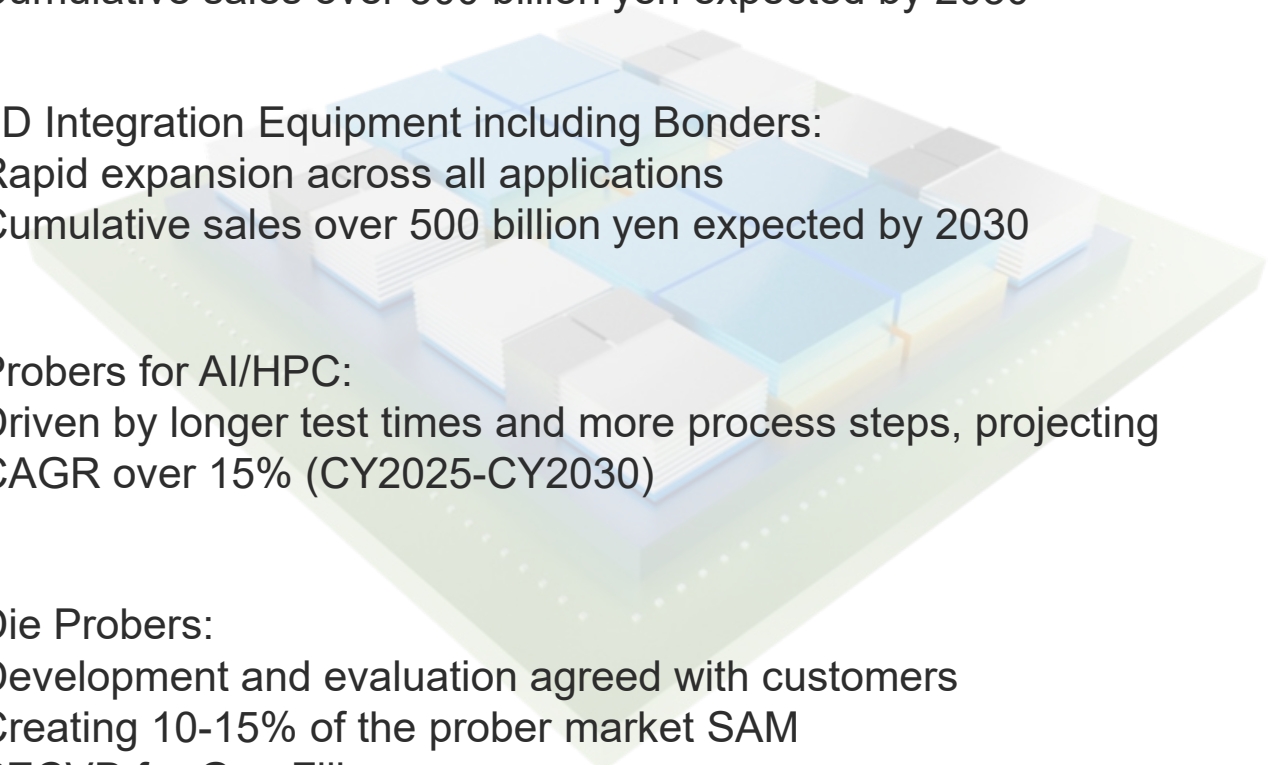 Cumulative sales over 500 billion yen expected by 2030
D Integration Equipment including Bonders:
Rapid expansion across all applications
Cumulative sales over 500 billion yen expected by 2030
Probers for AI/HPC:
Driven by longer test times and more process steps, projecting
CAGR over 15% (CY2025-CY2030)
Die Probers:
Development and evaluation agreed with customers
Creating 10-15% of the prober market SAM